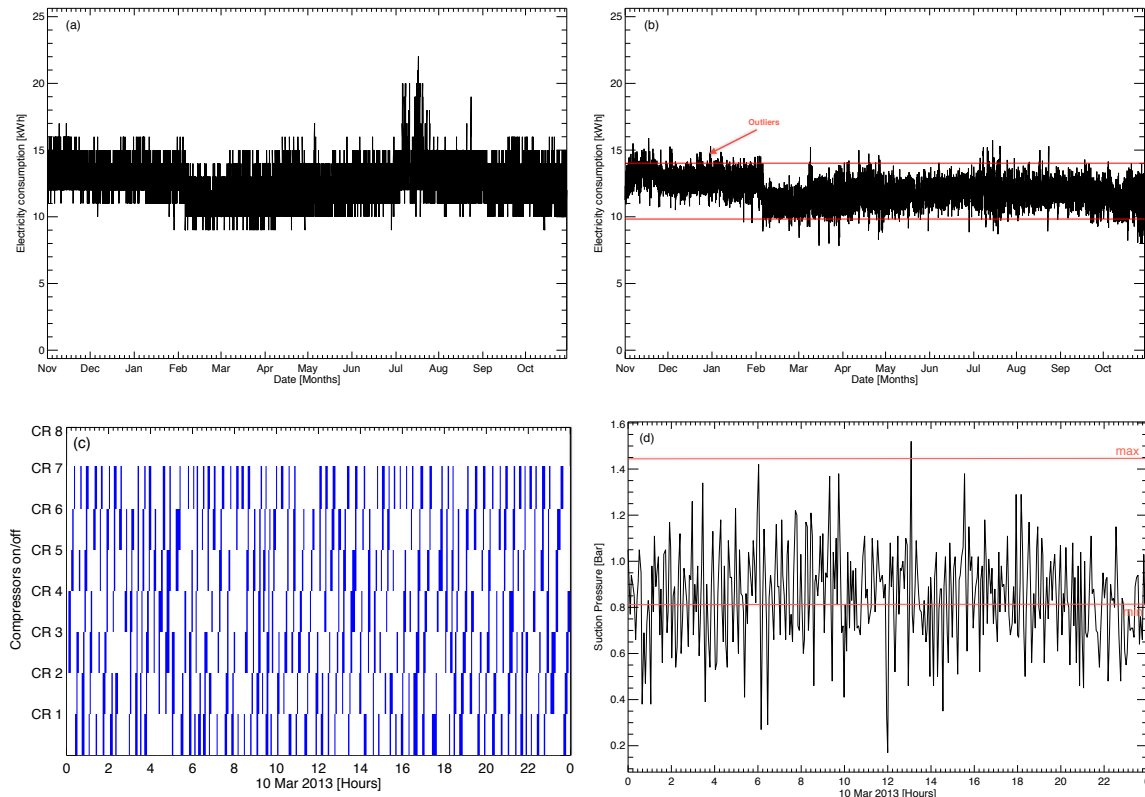 (a)
25
20
15
10
5
0
Electricity consumption [kWh]
Nov Dec Jan Feb Mar Apr May Jun Jul Aug Sep Oct
Date [Months]
(b)
25
20
15
10
5
0
Electricity consumption [kWh]
Outliers
Nov Dec Jan Feb Mar Apr May Jun Jul Aug Sep Oct
Date [Months]
(c)
CR 8
CR 7
CR 6
CR 5
CR 4
CR 3
CR 2
CR 1
Compressors on/off
0 2 4 6 8 10 12 14 16 18 20 22 0
10 Mar 2013 [Hours]
(d)
1.6
1.4
1.2
1.0
0.8
0.6
0.4
0.2
Suction Pressure [Bar]
max
min
0 2 4 6 8 10 12 14 16 18 20 22
10 Mar 2013 [Hours]